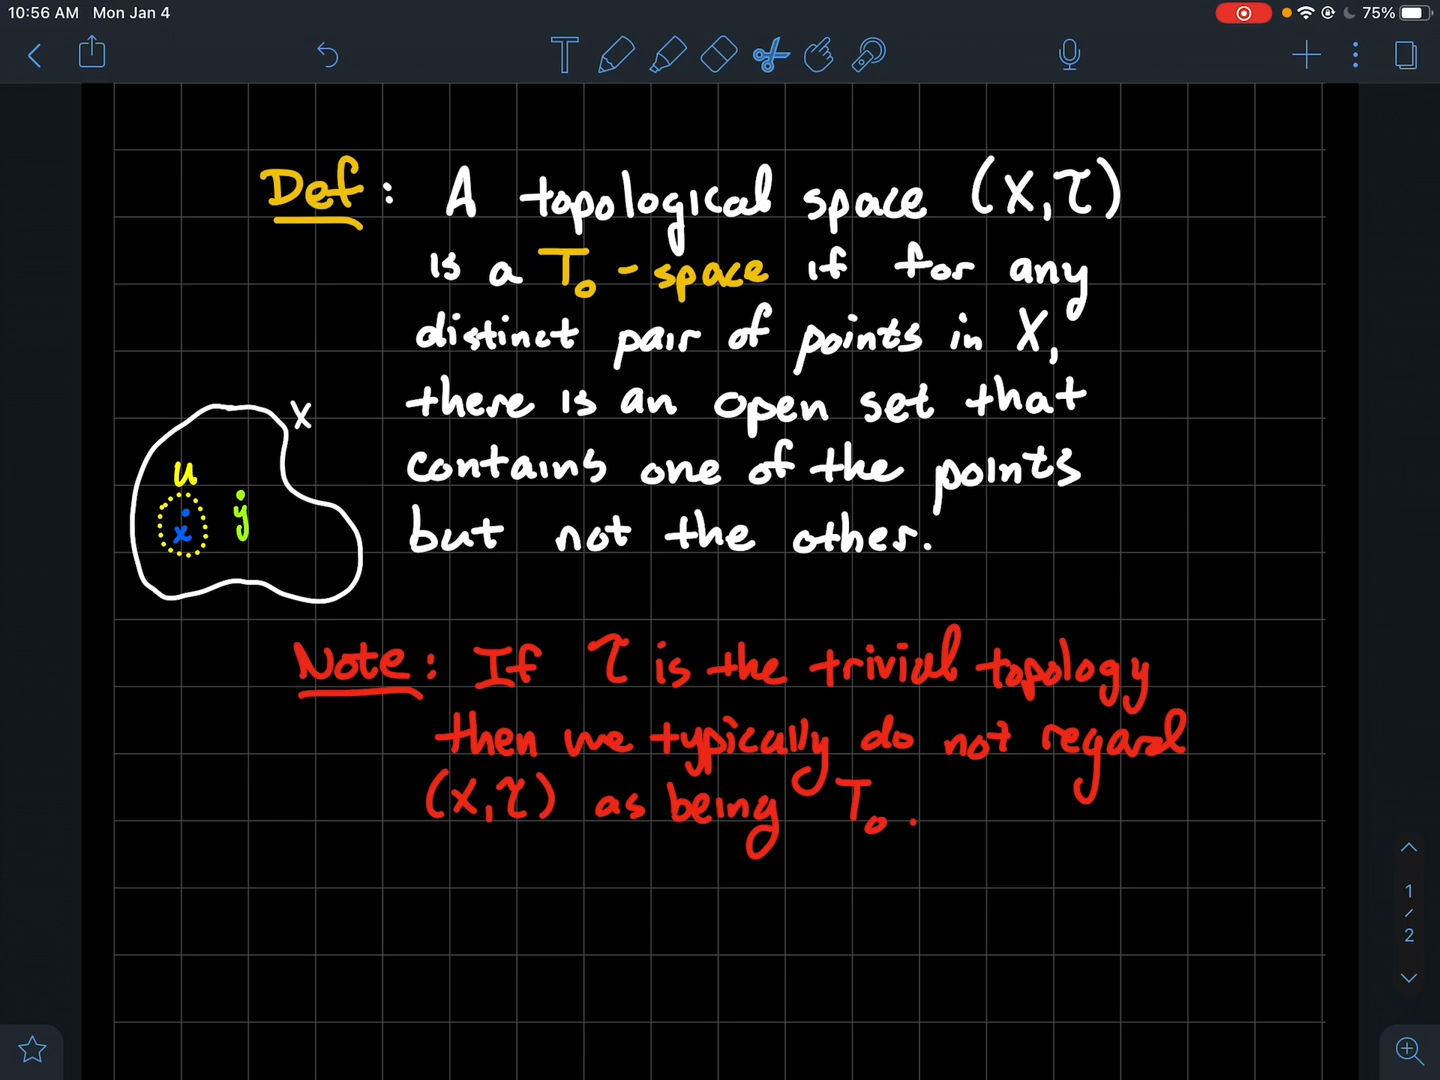 10:56 AM Mon Jan 4
75%
Def: A topological space (X,τ)
is a T₀-space if for any
distinct pair of points in X,
there is an open set that
contains one of the points
but not the other.
X
u
x
y
Note: If τ is the trivial topology
then we typically do not regard
(X,τ) as being T₀.
1
/
2